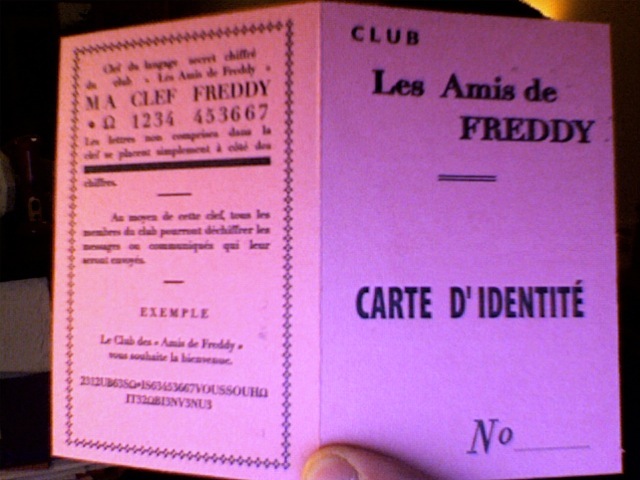 Clef du langage secret chiffré
du club « Les Amis de Freddy »
MA CLEF FREDDY
* Ω 1234 453667
Les lettres non comprises dans la
clef se placent simplement à côté des
chiffres.
Au moyen de cette clef, tous les
membres du club pourront déchiffrer les
messages ou communiqués qui leur
seront envoyés.
EXEMPLE
Le Club des « Amis de Freddy »
vous souhaite la bienvenue.
2312UB63SΩ*IS63453667VOUSSOUHΩ
IT32ΩBI3NV3NU3
CLUB
Les Amis de
FREDDY
CARTE D'IDENTITÉ
No